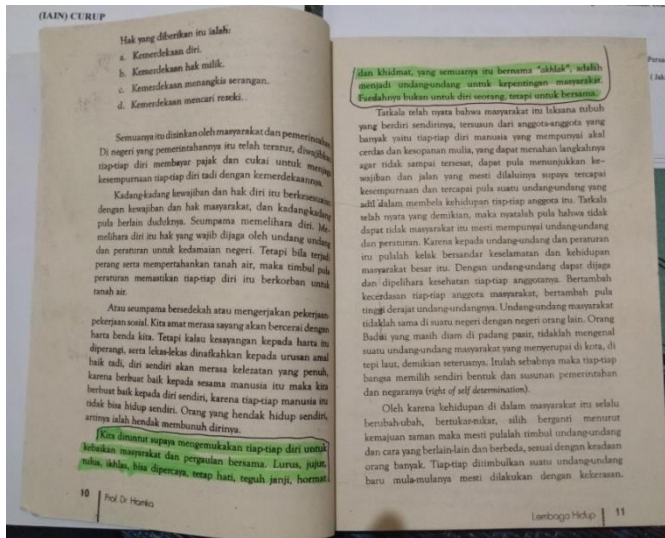 (IAIN) CURUP
Hak yang diberikan itu ialah:
a. Kemerdekaan diri.
b. Kemerdekaan hak milik.
c. Kemerdekaan menangkis serangan.
d. Kemerdekaan mencari rezeki.
Semuanya itu diizinkan oleh masyarakat dan pemerintahan.
Di negeri yang pemerintahannya itu telah teratur, diwajibkan
tiap-tiap diri membayar pajak dan cukai untuk menjaga
kesempurnaan tiap-tiap diri tadi dengan kemerdekaannya.
Kadang-kadang kewajiban dan hak diri itu berkesesuaian
dengan kewajiban dan hak masyarakat, dan kadang-kadang
pula berlain duduknya. Seumpama memelihara diri. Me-
melihara diri itu hak yang wajib dijaga oleh undang undang
dan peraturan untuk kedamaian negeri. Tetapi bila terjadi
perang serta mempertahankan tanah air, maka timbul pula
peraturan memastikan tiap-tiap diri itu berkorban untuk
tanah air.
Atau seumpama bersedekah atau mengerjakan pekerjaan-
pekerjaan sosial. Kita amat merasa sayang akan bercerai dengan
harta benda kita. Tetapi kalau kesayangan kepada harta itu
diperangi, serta lekas-lekas dinafkahkan kepada urusan amal
baik tadi, diri sendiri akan merasa kelezatan yang penuh,
karena berbuat baik kepada sesama manusia itu maka kita
berbuat baik kepada diri sendiri, karena tiap-tiap manusia itu
tidak bisa hidup sendiri. Orang yang hendak hidup sendiri,
artinya ialah hendak membunuh dirinya.
Kita dituntut supaya mengemukakan tiap-tiap diri untuk
kebaikan masyarakat dan pergaulan bersama. Lurus, jujur,
tulus, ikhlas, bisa dipercaya, tetap hati, teguh janji, hormat
10 | Prof. Dr. Hamka
dan khidmat, yang semuanya itu bernama "akhlak", adalah
menjadi undang-undang untuk kepentingan masyarakat.
Faedahnya bukan untuk diri seorang, tetapi untuk bersama.
Tatkala telah nyata bahwa masyarakat itu laksana tubuh
yang berdiri sendirinya, tersusun dari anggota-anggota yang
banyak yaitu tiap-tiap diri manusia yang mempunyai akal
cerdas dan kesopanan mulia, yang dapat menahan langkahnya
agar tidak sampai tersesat, dapat pula menunjukkan ke-
wajiban dan jalan yang mesti dilaluinya supaya tercapai
kesempurnaan dan tercapai pula suatu undang-undang yang
adil dalam membela kehidupan tiap-tiap anggota itu. Tatkala
telah nyata yang demikian, maka nyatalah pula bahwa tidak
dapat tidak masyarakat itu mesti mempunyai undang-undang
dan peraturan. Karena kepada undang-undang dan peraturan
itu pulalah kelak bersandar keselamatan dan kehidupan
masyarakat besar itu. Dengan undang-undang dapat dijaga
dan dipelihara kesehatan tiap-tiap anggotanya. Bertambah
kecerdasan tiap-tiap anggota masyarakat, bertambah pula
tinggi derajat undang-undangnya. Undang-undang masyarakat
tidaklah sama di suatu negeri dengan negeri orang lain. Orang
Badui yang masih diam di padang pasir, tidaklah mengenal
suatu undang-undang masyarakat yang menyerupai di kota, di
tepi laut, demikian seterusnya. Itulah sebabnya maka tiap-tiap
bangsa memilih sendiri bentuk dan susunan pemerintahan
dan negaranya (right of self determination).
Oleh karena kehidupan di dalam masyarakat itu selalu
berubah-ubah, bertukar-nukar, silih berganti menurut
kemajuan zaman maka mesti pulalah timbul undang-undang
dan cara yang berlain-lain dan berbeda, sesuai dengan keadaan
orang banyak. Tiap-tiap ditimbulkan suatu undang-undang
baru mula-mulanya mesti dilakukan dengan kekerasan.
Lembaga Hidup | 11